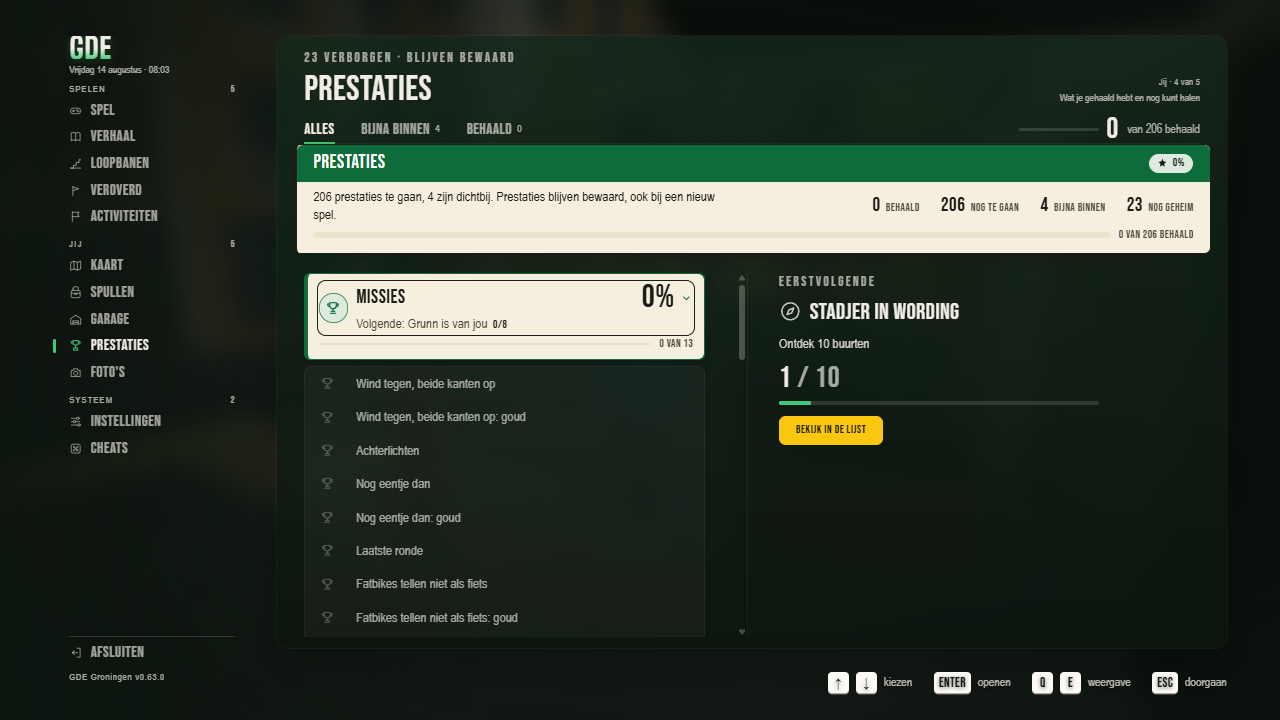 GDE
Vrijdag 14 augustus · 08:03
SPELEN 5
SPEL
VERHAAL
LOOPBANEN
VEROVERD
ACTIVITEITEN
JIJ 5
KAART
SPULLEN
GARAGE
PRESTATIES
FOTO'S
SYSTEEM 2
INSTELLINGEN
CHEATS
AFSLUITEN
GDE Groningen v0.63.0
23 VERBORGEN · BLIJVEN BEWAARD
PRESTATIES
Jij · 4 van 5
Wat je gehaald hebt en nog kunt halen
ALLES BIJNA BINNEN 4 BEHAALD 0
0 van 206 behaald
PRESTATIES
0%
206 prestaties te gaan, 4 zijn dichtbij. Prestaties blijven bewaard, ook bij een nieuw
spel.
0 BEHAALD 206 NOG TE GAAN 4 BIJNA BINNEN 23 NOG GEHEIM
0 VAN 206 BEHAALD
MISSIES 0%
Volgende: Grunn is van jou 0/8
0 VAN 13
Wind tegen, beide kanten op
Wind tegen, beide kanten op: goud
Achterlichten
Nog eentje dan
Nog eentje dan: goud
Laatste ronde
Fatbikes tellen niet als fiets
Fatbikes tellen niet als fiets: goud
EERSTVOLGENDE
STADJER IN WORDING
Ontdek 10 buurten
1 / 10
BEKIJK IN DE LIJST
↑ ↓ kiezen ENTER openen Q E weergave ESC doorgaan